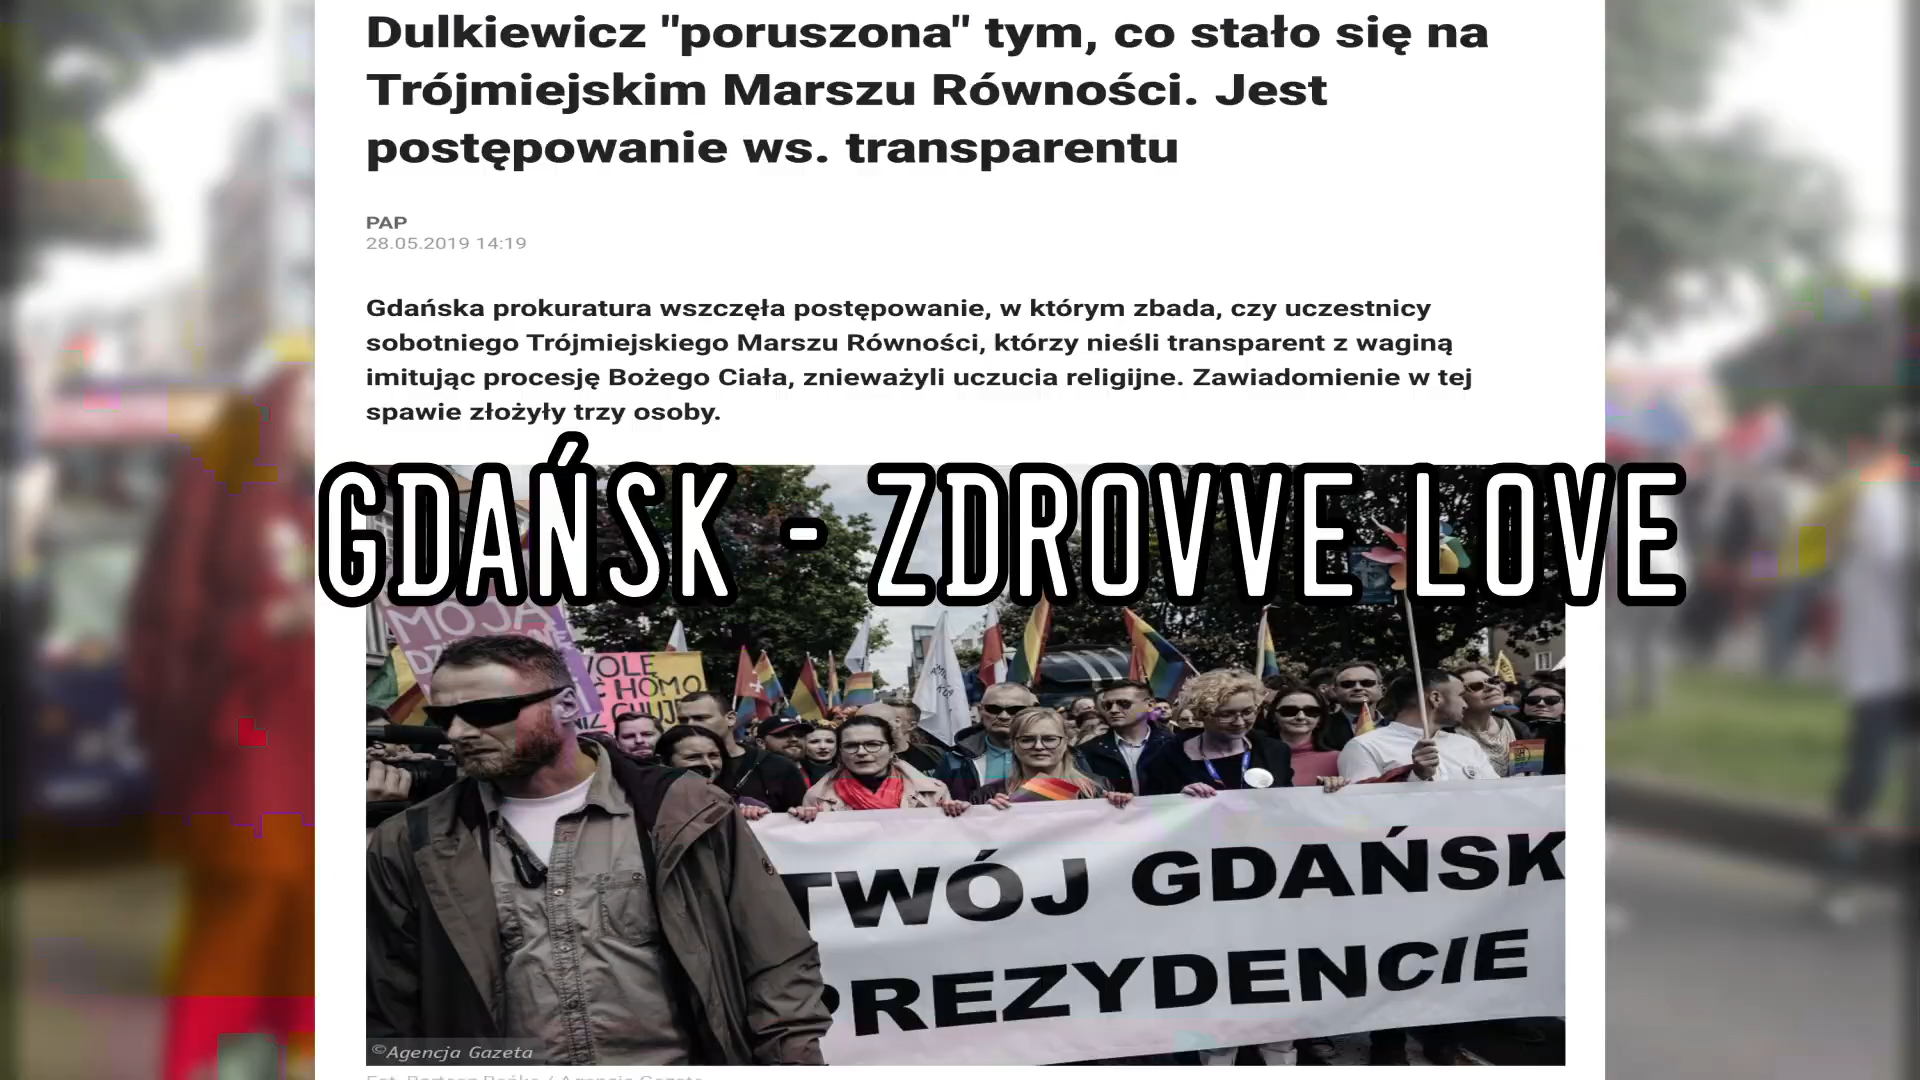 Dulkiewicz "poruszona" tym, co stało się na
Trójmiejskim Marszu Równości. Jest
postępowanie ws. transparentu
PAP
28.05.2019 14:19
Gdańska prokuratura wszczęła postępowanie, w którym zbada, czy uczestnicy
sobotniego Trójmiejskiego Marszu Równości, którzy nieśli transparent z waginą
imitując procesję Bożego Ciała, znieważyli uczucia religijne. Zawiadomienie w tej
spawie złożyły trzy osoby.
GDAŃSK - ZDROVVE LOVE
MOJA
HOMO
TWÓJ GDAŃSK
PREZYDENCIE
©Agencja Gazeta